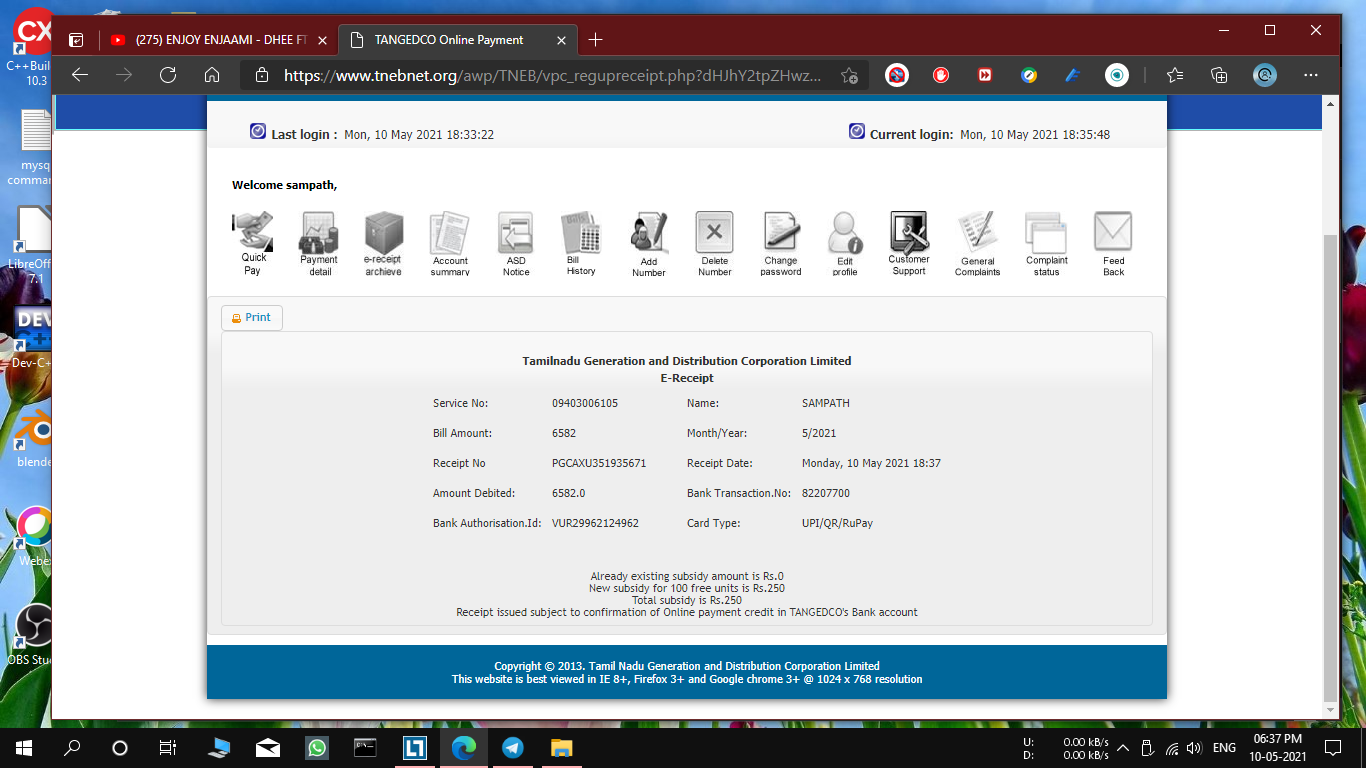 (275) ENJOY ENJAAMI - DHEE FT
TANGEDCO Online Payment
https://www.tnebnet.org/awp/TNEB/vpc_regupreceipt.php?dHJhY2tpZHwz...
C++Buil
10.3
mysq
comman
LibreOffi
7.1
DEV
Dev-C+
blende
Webe
OBS Stu
Last login : Mon, 10 May 2021 18:33:22
Current login: Mon, 10 May 2021 18:35:48
Welcome sampath,
Quick Pay
Payment detail
e-receipt archieve
Account summary
ASD Notice
Bill History
Add Number
Delete Number
Change password
Edit profile
Customer Support
General Complaints
Complaint status
Feed Back
Print
Tamilnadu Generation and Distribution Corporation Limited
E-Receipt
Service No: 09403006105 Name: SAMPATH
Bill Amount: 6582 Month/Year: 5/2021
Receipt No PGCAXU351935671 Receipt Date: Monday, 10 May 2021 18:37
Amount Debited: 6582.0 Bank Transaction.No: 82207700
Bank Authorisation.Id: VUR29962124962 Card Type: UPI/QR/RuPay
Already existing subsidy amount is Rs.0
New subsidy for 100 free units is Rs.250
Total subsidy is Rs.250
Receipt issued subject to confirmation of Online payment credit in TANGEDCO's Bank account
Copyright © 2013. Tamil Nadu Generation and Distribution Corporation Limited
This website is best viewed in IE 8+, Firefox 3+ and Google chrome 3+ @ 1024 x 768 resolution
U: 0.00 kB/s
D: 0.00 kB/s
ENG
06:37 PM
10-05-2021